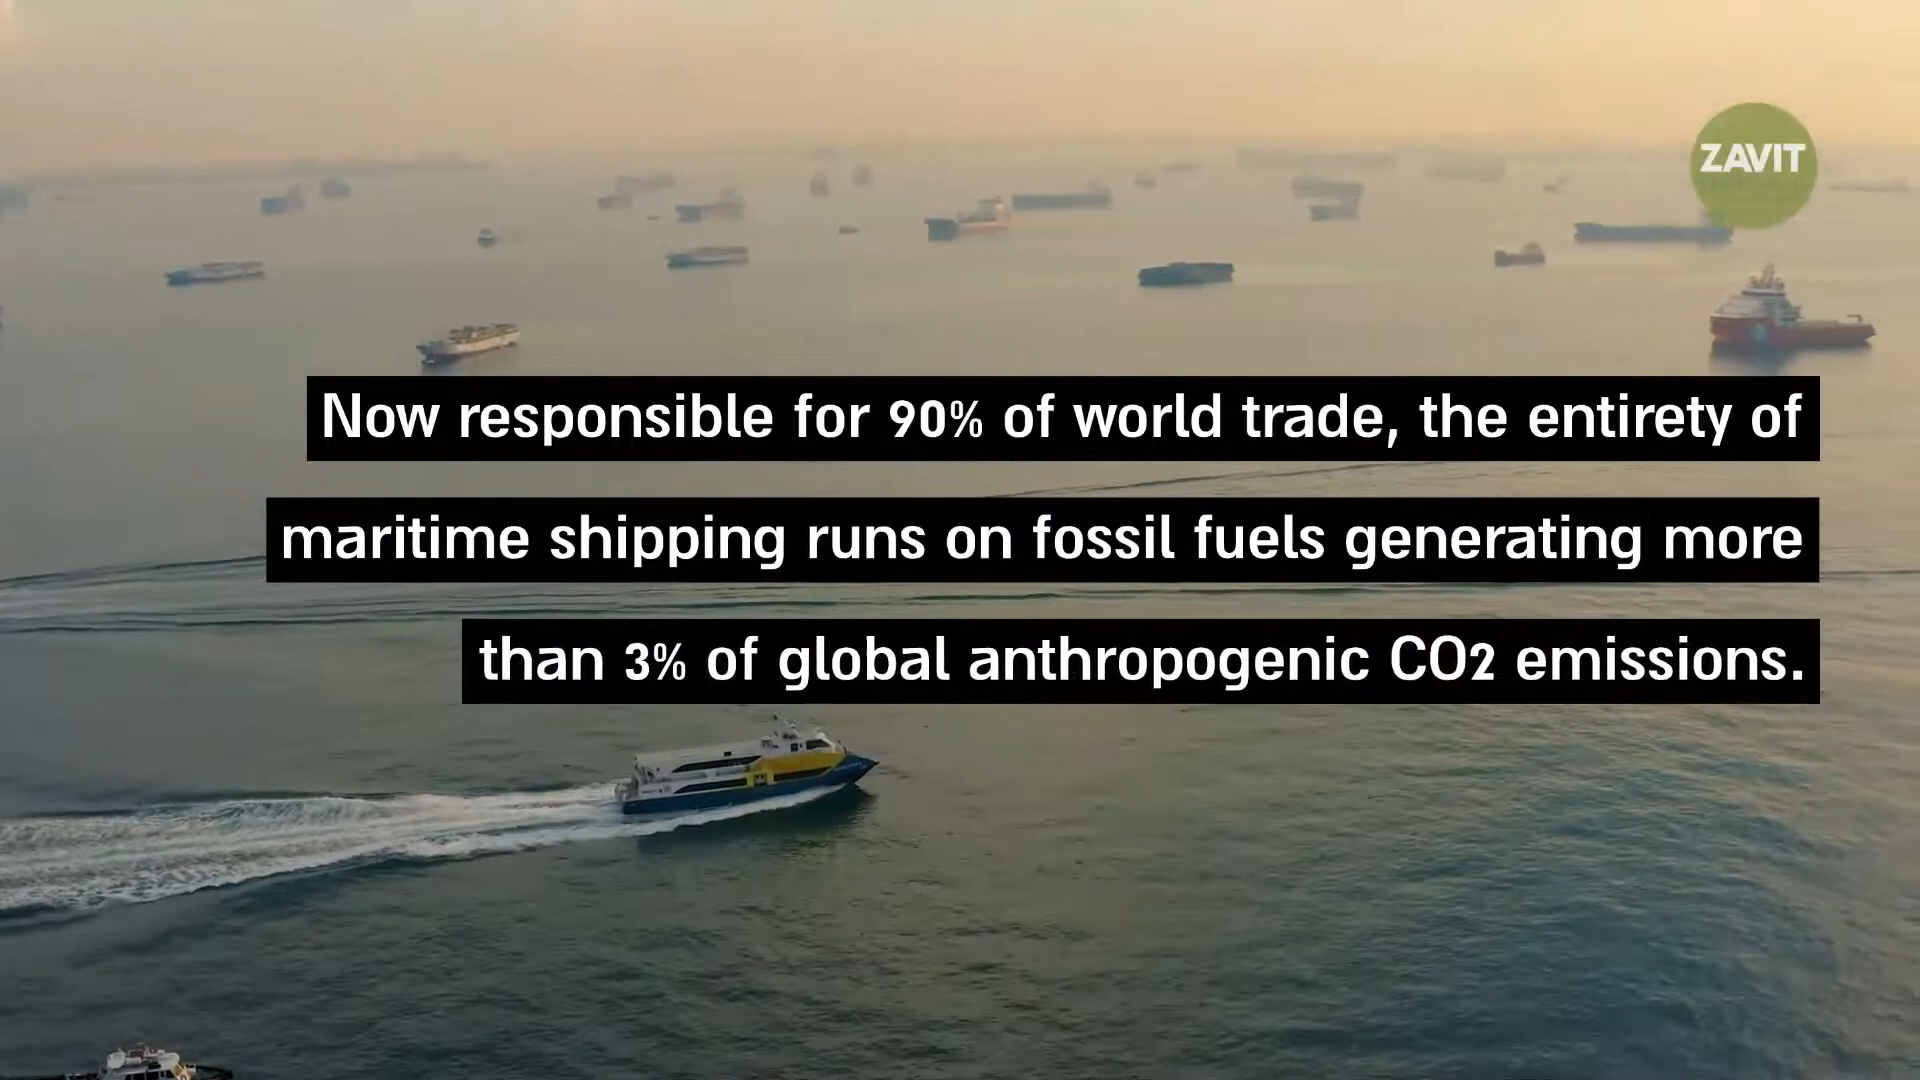 ZAVIT
Now responsible for 90% of world trade, the entirety of
maritime shipping runs on fossil fuels generating more
than 3% of global anthropogenic CO2 emissions.